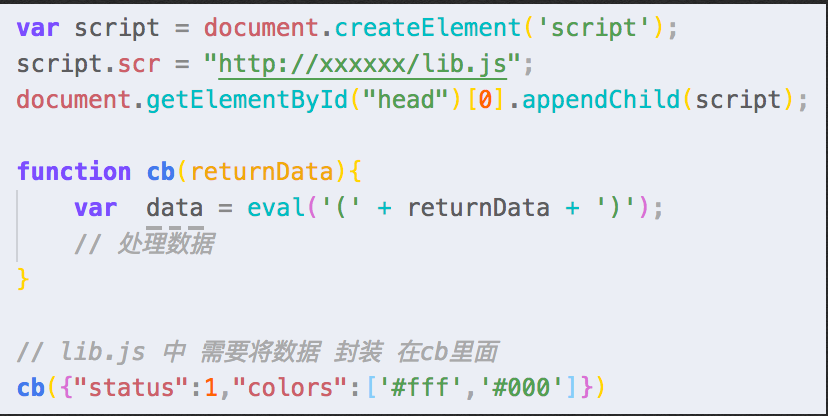 var script = document.createElement('script');
script.scr = "http://xxxxxx/lib.js";
document.getElementById("head")[0].appendChild(script);
function cb(returnData){
var data = eval('(' + returnData + ')');
// 处理数据
}
// lib.js 中 需要将数据 封装 在cb里面
cb({"status":1,"colors":['#fff','#000']})